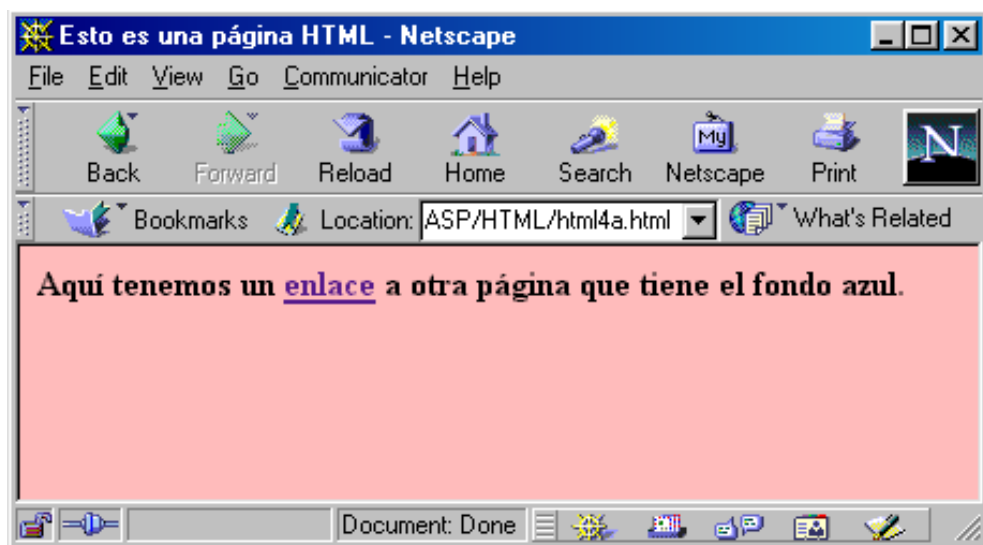 Esto es una página HTML - Netscape
File Edit View Go Communicator Help
Back Forward Reload Home Search My Netscape Print N
Bookmarks Location: ASP/HTML/html4a.html What's Related
Aquí tenemos un enlace a otra página que tiene el fondo azul.
Document: Done